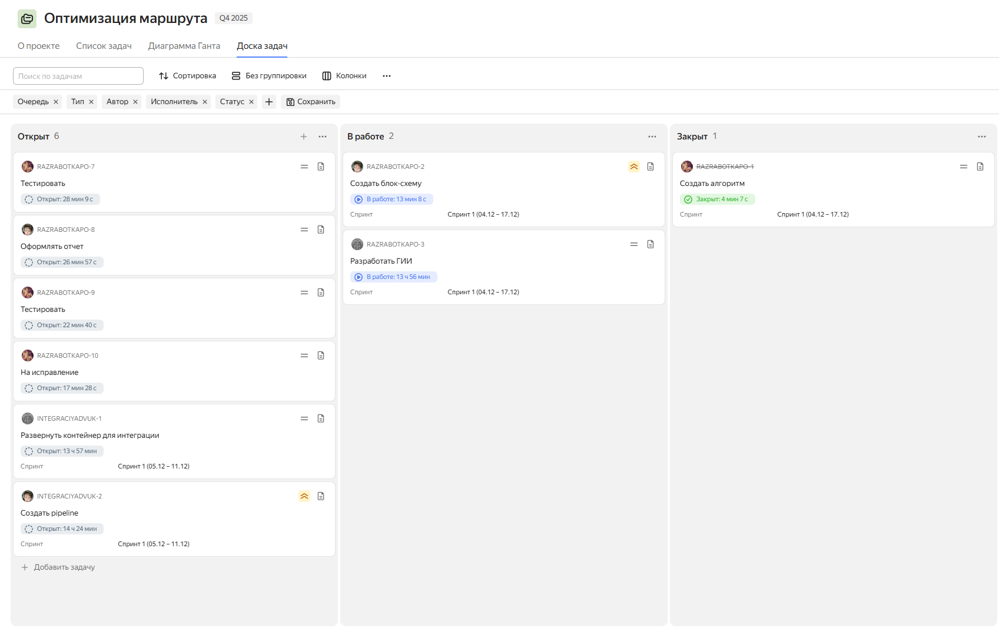 Оптимизация маршрута Q4 2025
О проекте Список задач Диаграмма Ганта Доска задач
Поиск по задачам Сортировка Без группировки Колонки
Очередь Тип Автор Исполнитель Статус Сохранить
Открыт 6
RAZRABOTKAPO-7
Тестировать
Открыт: 28 мин 9 с
RAZRABOTKAPO-8
Оформлять отчет
Открыт: 26 мин 57 с
RAZRABOTKAPO-9
Тестировать
Открыт: 22 мин 40 с
RAZRABOTKAPO-10
На исправление
Открыт: 17 мин 28 с
INTEGRACIYADVUK-1
Развернуть контейнер для интеграции
Открыт: 13 ч 57 мин
Спринт Спринт 1 (05.12 – 11.12)
INTEGRACIYADVUK-2
Создать pipeline
Открыт: 14 ч 24 мин
Спринт Спринт 1 (05.12 – 11.12)
Добавить задачу
В работе 2
RAZRABOTKAPO-2
Создать блок-схему
В работе: 13 мин 8 с
Спринт Спринт 1 (04.12 – 17.12)
RAZRABOTKAPO-3
Разработать ГИИ
В работе: 13 ч 56 мин
Спринт Спринт 1 (04.12 – 17.12)
Закрыт 1
RAZRABOTKAPO-1
Создать алгоритм
Закрыт: 4 мин 7 с
Спринт Спринт 1 (04.12 – 17.12)